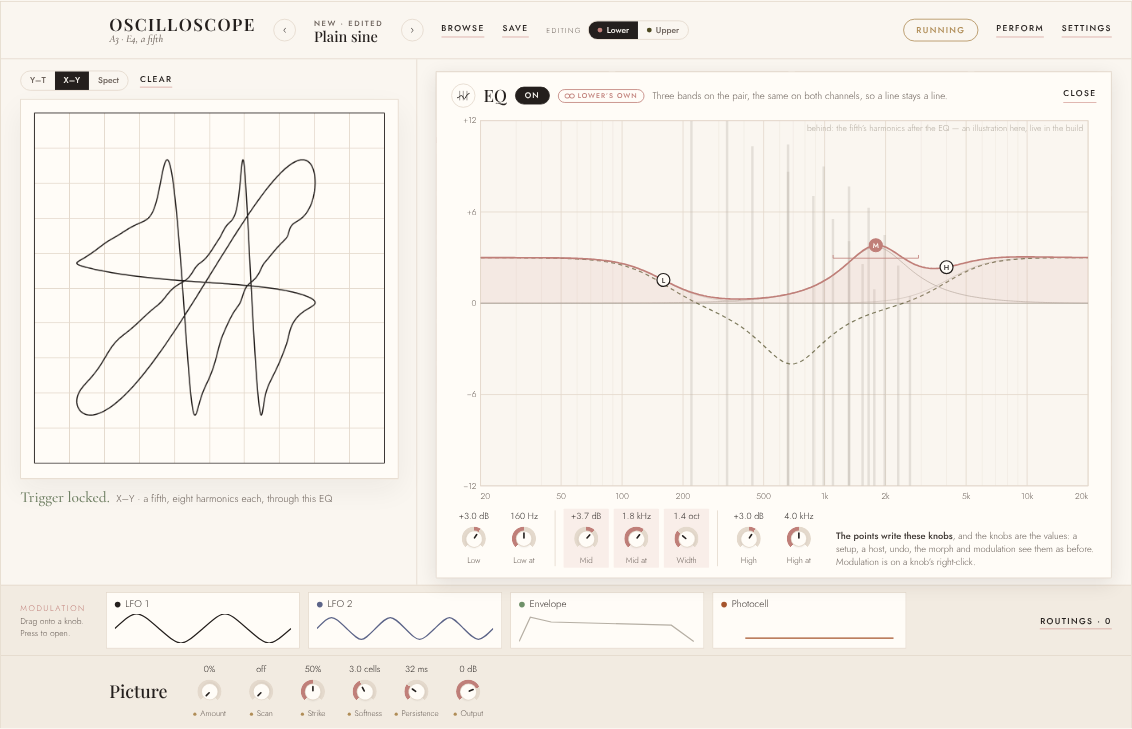 OSCILLOSCOPE
A3 · E4, a fifth
‹
NEW · EDITED
Plain sine
›
BROWSE
SAVE
EDITING
Lower
Upper
RUNNING
PERFORM
SETTINGS
Y–T
X–Y
Spect
CLEAR
EQ
ON
LOWER'S OWN
Three bands on the pair, the same on both channels, so a line stays a line.
CLOSE
behind: the fifth's harmonics after the EQ — an illustration here, live in the build
+12
+6
0
−6
−12
L
M
H
20 50 100 200 500 1k 2k 5k 10k 20k
Trigger locked. X–Y · a fifth, eight harmonics each, through this EQ
+3.0 dB 160 Hz +3.7 dB 1.8 kHz 1.4 oct +3.0 dB 4.0 kHz
Low Low at Mid Mid at Width High High at
The points write these knobs, and the knobs are the values: a
setup, a host, undo, the morph and modulation see them as before.
Modulation is on a knob's right-click.
MODULATION
Drag onto a knob.
Press to open.
LFO 1
LFO 2
Envelope
Photocell
ROUTINGS · 0
Picture
0% off 50% 3.0 cells 32 ms 0 dB
Amount Scan Strike Softness Persistence Output